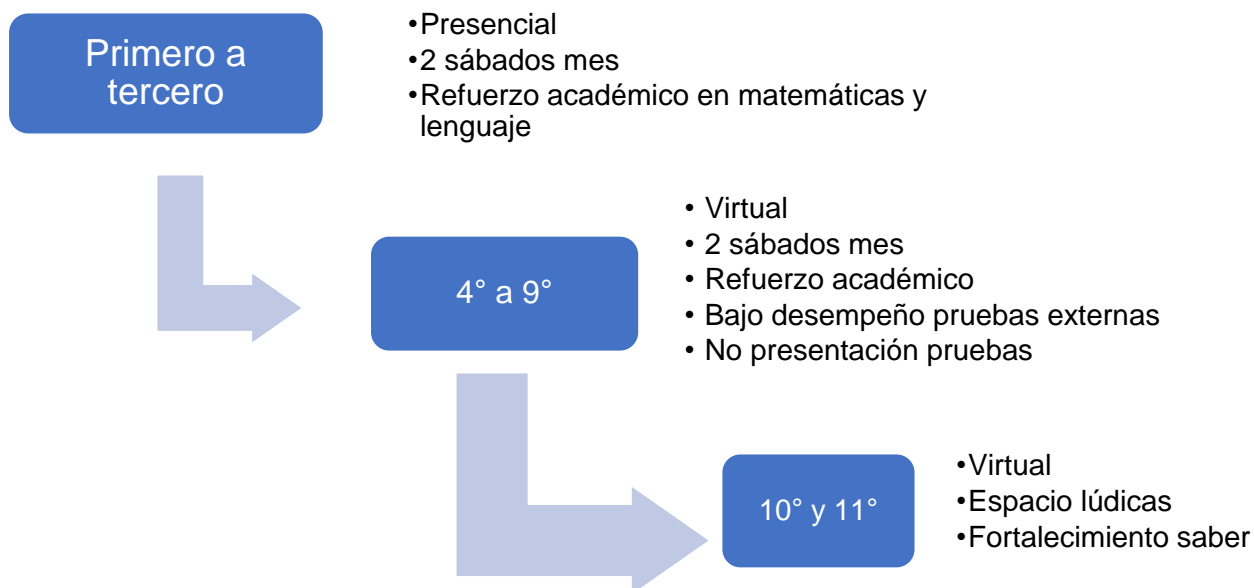 Primero a
tercero
•Presencial
•2 sábados mes
•Refuerzo académico en matemáticas y
lenguaje
4° a 9°
• Virtual
• 2 sábados mes
• Refuerzo académico
• Bajo desempeño pruebas externas
• No presentación pruebas
10° y 11°
•Virtual
•Espacio lúdicas
•Fortalecimiento saber